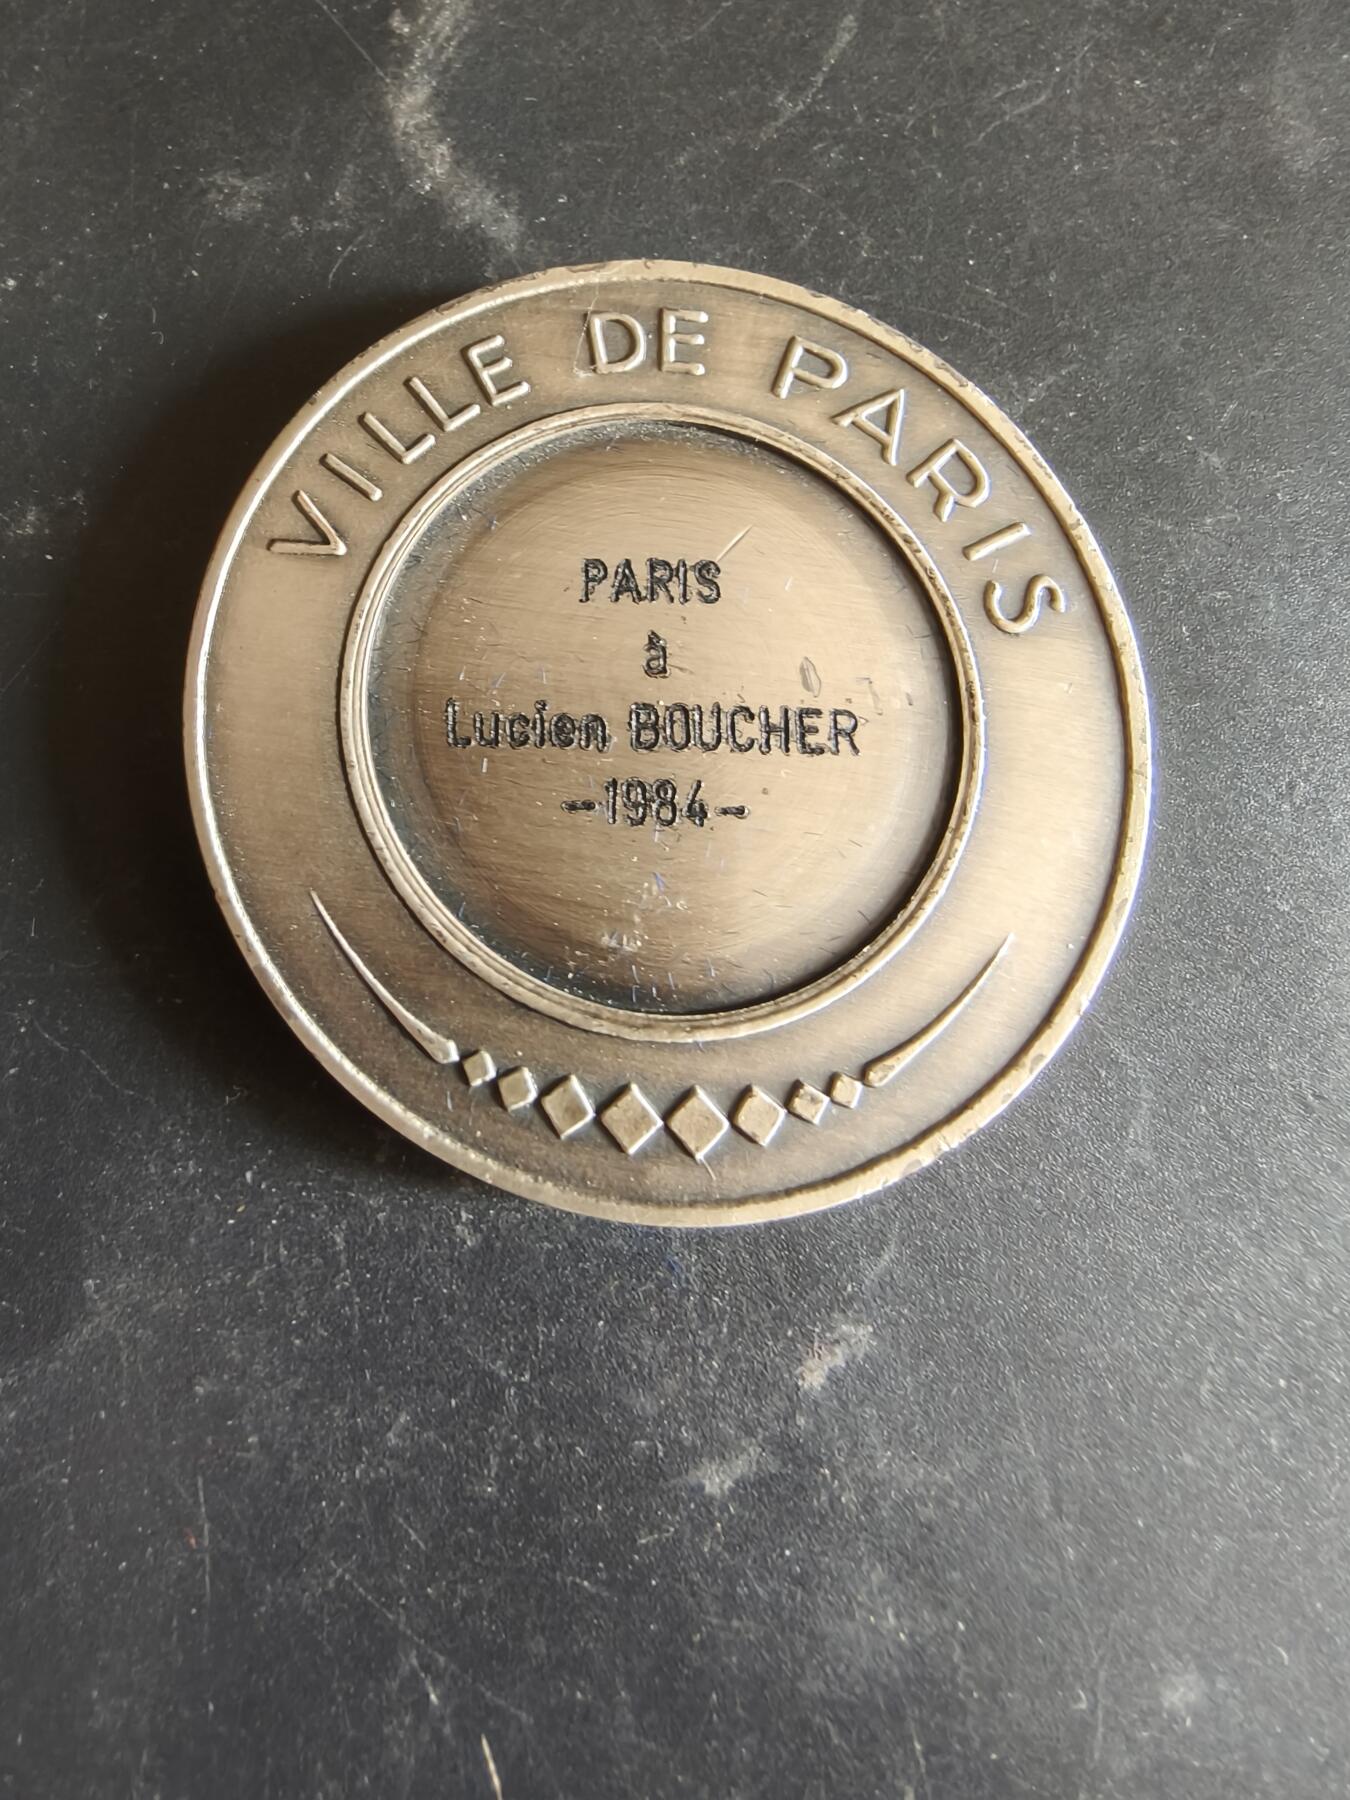 VILLE DE PARIS
PARIS
à
Lucien BOUCHER
-1984-